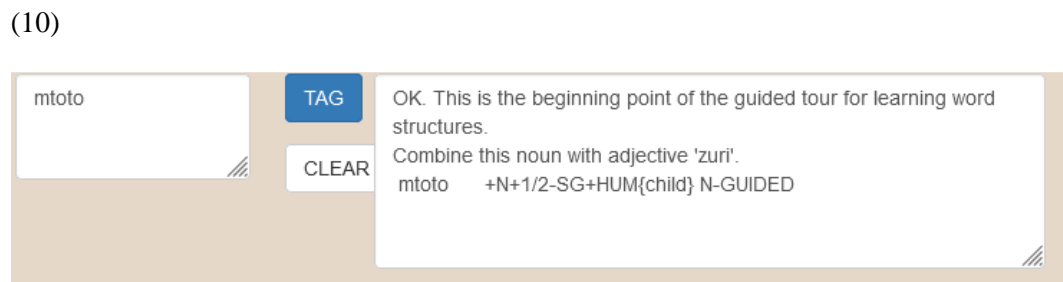 (10)
mtoto
TAG
CLEAR
OK. This is the beginning point of the guided tour for learning word
structures.
Combine this noun with adjective 'zuri'.
mtoto +N+1/2-SG+HUM{child} N-GUIDED